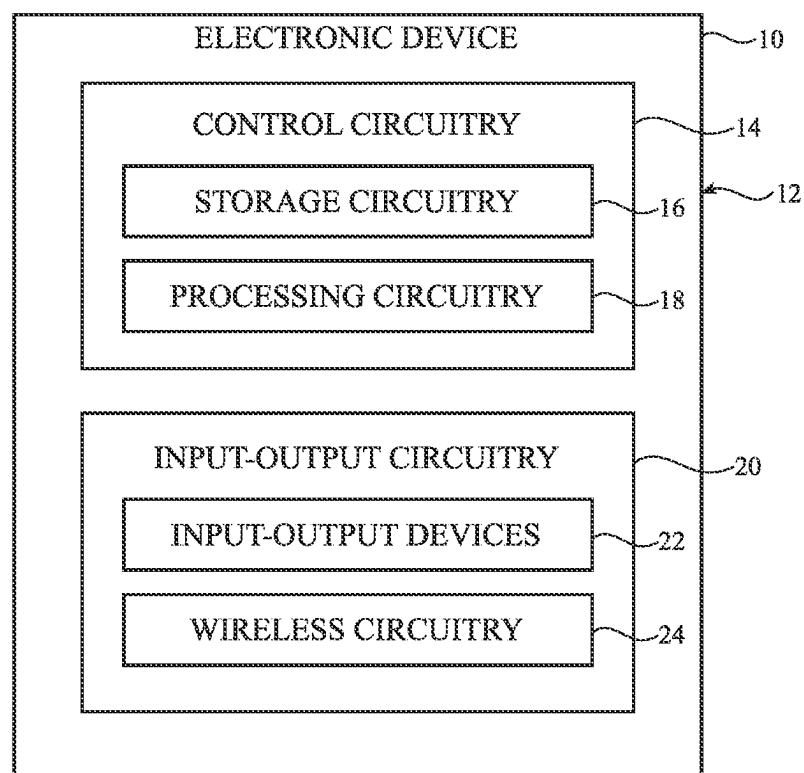 ELECTRONIC DEVICE
10
CONTROL CIRCUITRY
14
STORAGE CIRCUITRY
16
12
PROCESSING CIRCUITRY
18
INPUT-OUTPUT CIRCUITRY
20
INPUT-OUTPUT DEVICES
22
WIRELESS CIRCUITRY
24